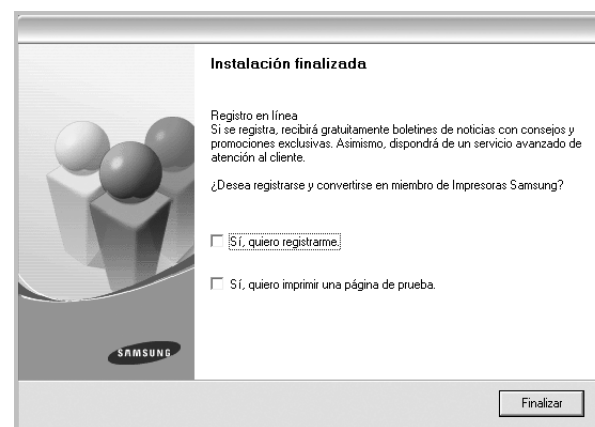 Instalación finalizada
Registro en línea
Si se registra, recibirá gratuitamente boletines de noticias con consejos y
promociones exclusivas. Asimismo, dispondrá de un servicio avanzado de
atención al cliente.
¿Desea registrarse y convertirse en miembro de Impresoras Samsung?
Sí, quiero registrarme.
Sí, quiero imprimir una página de prueba.
SAMSUNG
Finalizar